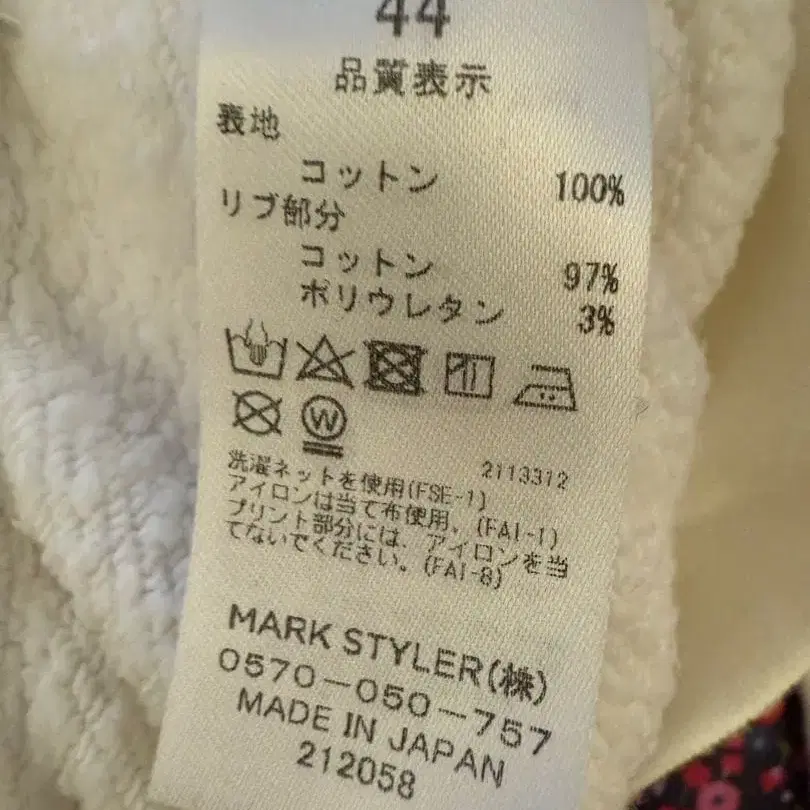 44
品質表示
表地
コットン 100%
リブ部分
コットン 97%
ポリウレタン 3%
W
2113312
洗濯ネットを使用(FSE-1)
アイロンは当て布使用。(FAI-1)
プリント部分には、アイロンを当
てないでください。(FAI-8)
MARK STYLER(株)
0570-050-757
MADE IN JAPAN
212058